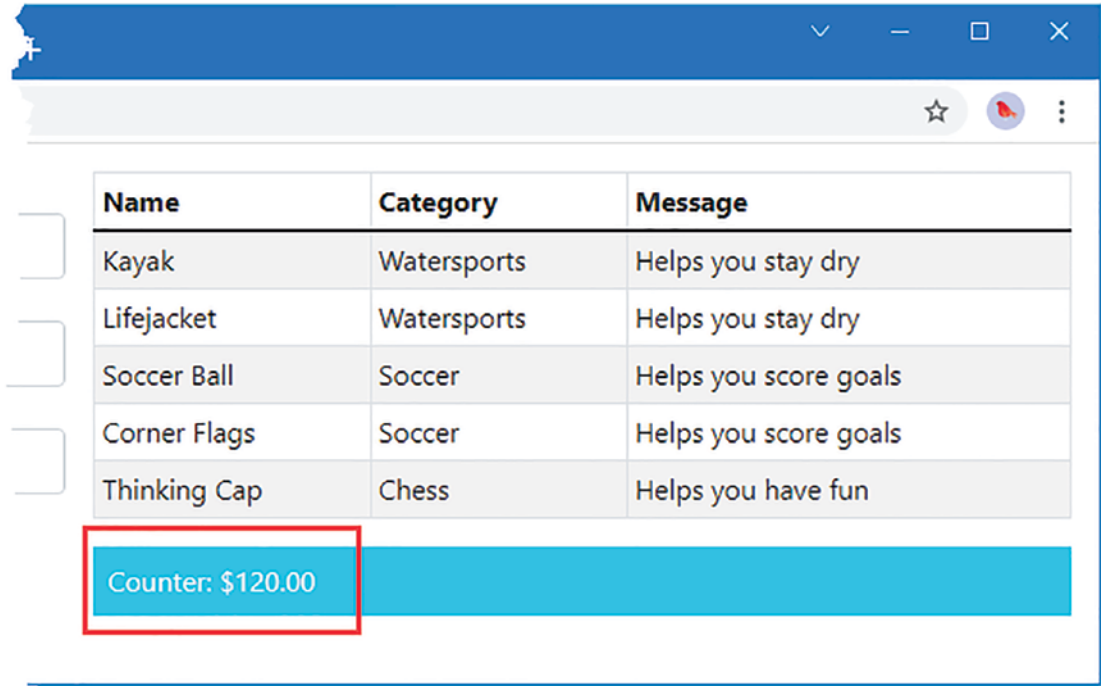 Name Category Message
Kayak Watersports Helps you stay dry
Lifejacket Watersports Helps you stay dry
Soccer Ball Soccer Helps you score goals
Corner Flags Soccer Helps you score goals
Thinking Cap Chess Helps you have fun
Counter: $120.00